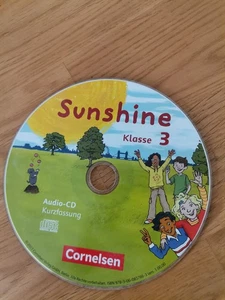 Sunshine
Klasse 3
Audio-CD
Kurzfassung
Cornelsen